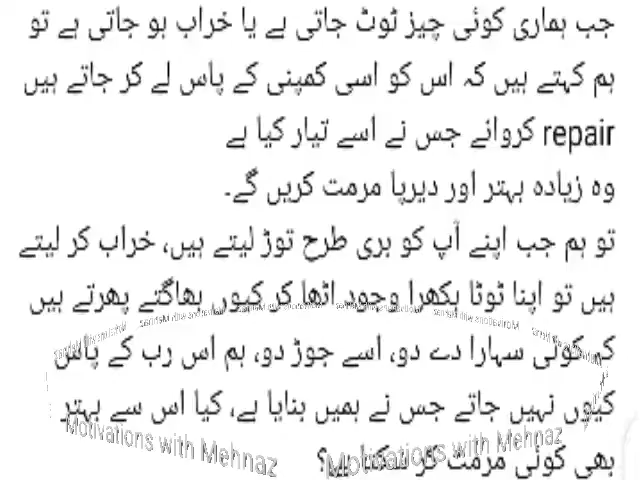 جب ہماری کوئی چیز ٹوٹ جاتی ہے یا خراب ہو جاتی ہے تو
ہم کہتے ہیں کہ اس کو اسی کمپنی کے پاس لے کر جاتے ہیں
repair کروانے جس نے اسے تیار کیا ہے
وہ زیادہ بہتر اور دیرپا مرمت کریں گے۔
تو ہم جب اپنے آپ کو بری طرح توڑ لیتے ہیں، خراب کر لیتے
ہیں تو اپنا ٹوٹا بکھرا وجود اٹھا کر کیوں بھاگتے پھرتے ہیں
کہ کوئی سہارا دے دو، اسے جوڑ دو، ہم اس رب کے پاس
کیوں نہیں جاتے جس نے ہمیں بنایا ہے، کیا اس سے بہتر
بھی کوئی مرمت کر سکتا ہے؟
Motivations with Mehnaz
Motivations with Mehnaz